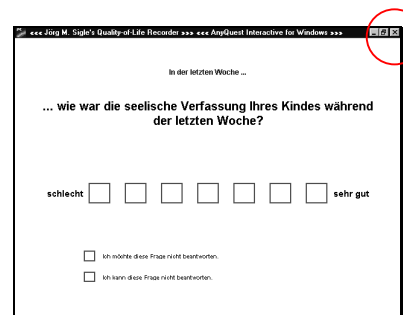 ««« Jörg M. Sigle's Quality-of-Life Recorder »»» ««« AnyQuest Interactive for Windows »»»
In der letzten Woche ...
... wie war die seelische Verfassung Ihres Kindes während
der letzten Woche?
schlecht sehr gut
Ich möchte diese Frage nicht beantworten.
Ich kann diese Frage nicht beantworten.